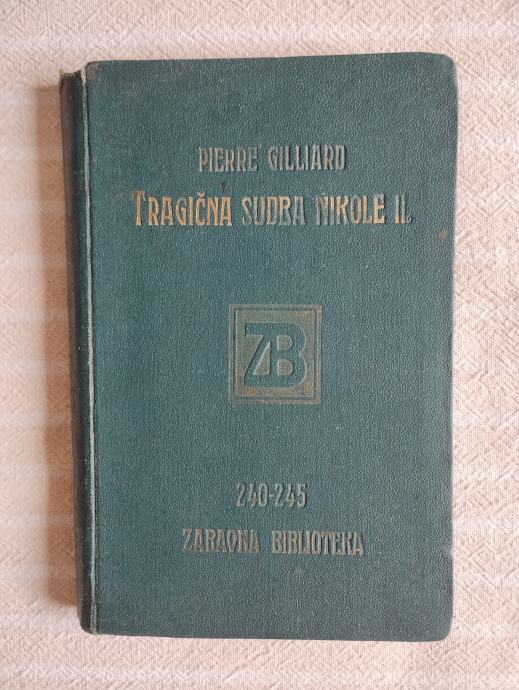 PIERRE GILLIARD
TRAGIČNA SUDBA NIKOLE II.
ZB
240-245
ZABAVNA BIBLIOTEKA